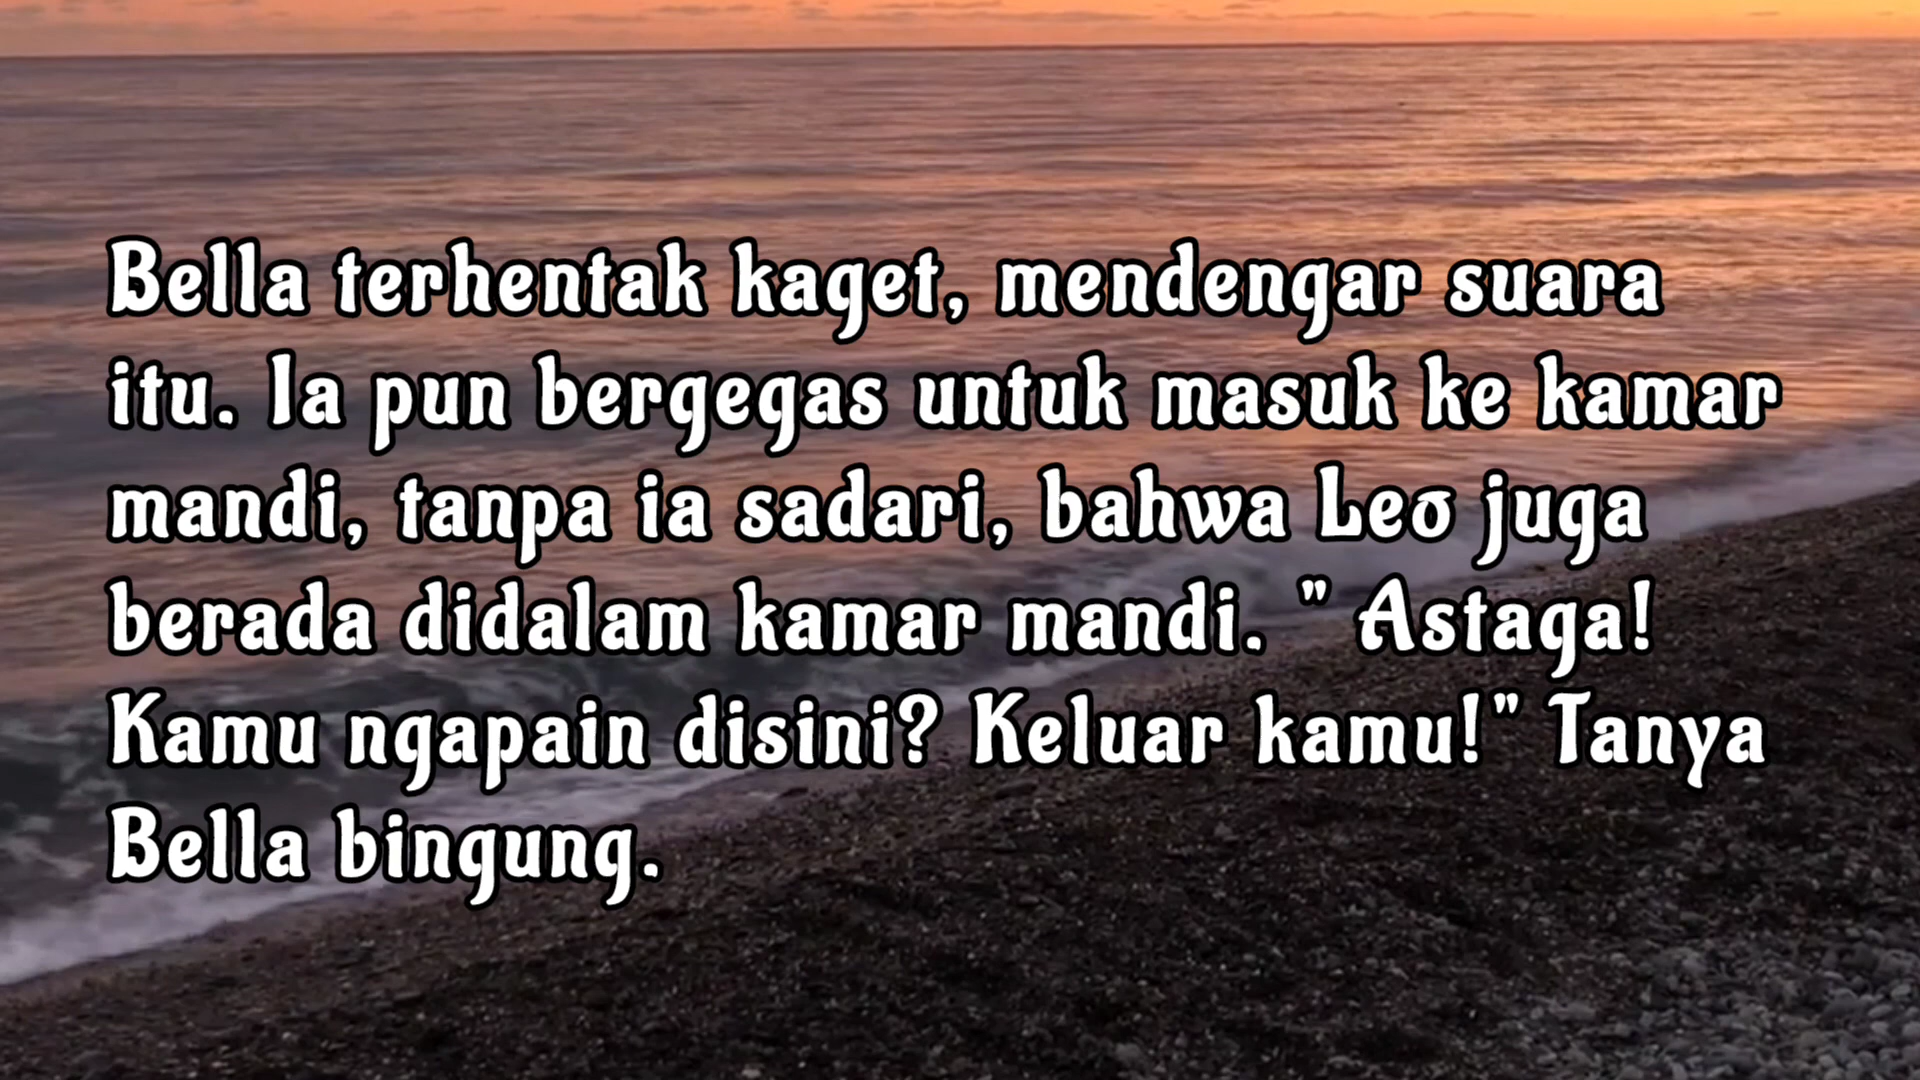 Bella terhentak kaget, mendengar suara
itu. Ia pun bergegas untuk masuk ke kamar
mandi, tanpa ia sadari, bahwa Leo juga
berada didalam kamar mandi. " Astaga!
Kamu ngapain disini? Keluar kamu!" Tanya
Bella bingung.